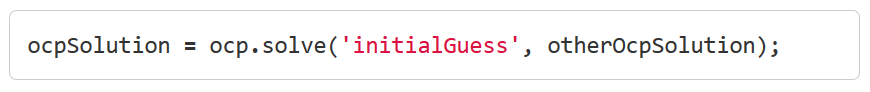 ocpSolution = ocp.solve('initialGuess', otherOcpSolution);